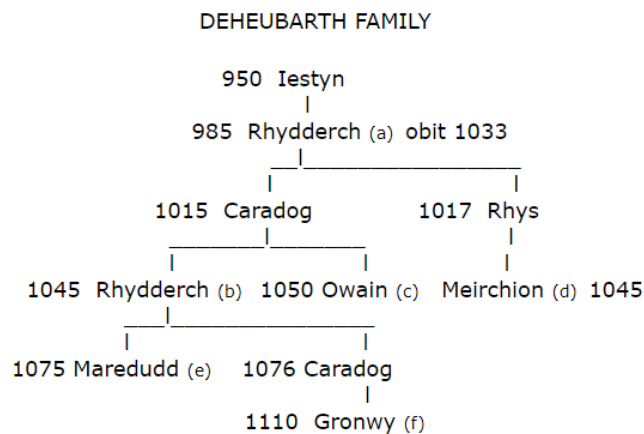 DEHEUBARTH FAMILY
950 Iestyn
985 Rhydderch (a) obit 1033
1015 Caradog 1017 Rhys
1045 Rhydderch (b) 1050 Owain (c) Meirchion (d) 1045
1075 Maredudd (e) 1076 Caradog
1110 Gronwy (f)